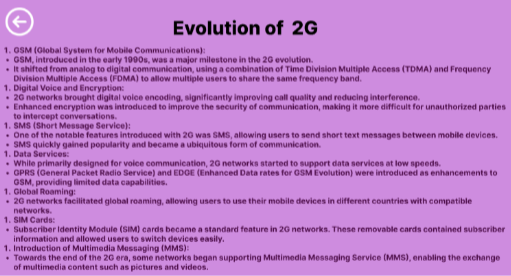 Evolution of 2G
1. GSM (Global System for Mobile Communications):
• GSM, introduced in the early 1990s, was a major milestone in the 2G evolution.
• It shifted from analog to digital communication, using a combination of Time Division Multiple Access (TDMA) and Frequency
Division Multiple Access (FDMA) to allow multiple users to share the same frequency band.
1. Digital Voice and Encryption:
• 2G networks brought digital voice encoding, significantly improving call quality and reducing interference.
• Enhanced encryption was introduced to improve the security of communication, making it more difficult for unauthorized parties
to intercept conversations.
1. SMS (Short Message Service):
• One of the notable features introduced with 2G was SMS, allowing users to send short text messages between mobile devices.
• SMS quickly gained popularity and became a ubiquitous form of communication.
1. Data Services:
• While primarily designed for voice communication, 2G networks started to support data services at low speeds.
• GPRS (General Packet Radio Service) and EDGE (Enhanced Data rates for GSM Evolution) were introduced as enhancements to
GSM, providing limited data capabilities.
1. Global Roaming:
• 2G networks facilitated global roaming, allowing users to use their mobile devices in different countries with compatible
networks.
1. SIM Cards:
• Subscriber Identity Module (SIM) cards became a standard feature in 2G networks. These removable cards contained subscriber
information and allowed users to switch devices easily.
1. Introduction of Multimedia Messaging (MMS):
• Towards the end of the 2G era, some networks began supporting Multimedia Messaging Service (MMS), enabling the exchange
of multimedia content such as pictures and videos.